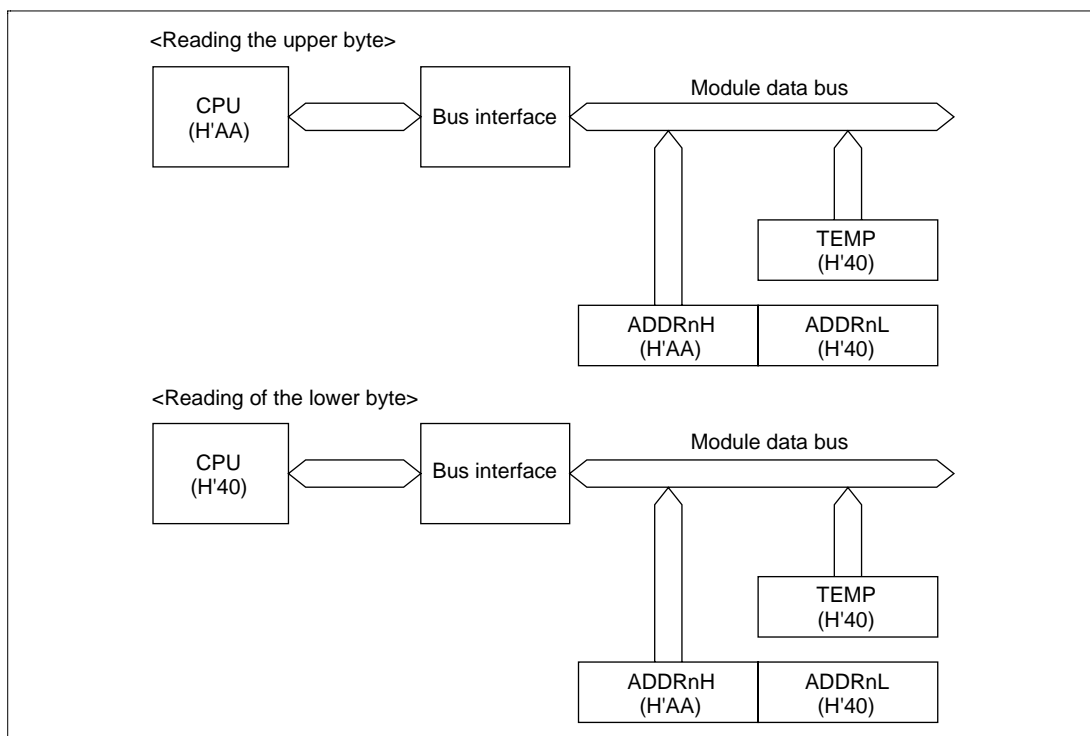 <Reading the upper byte>
CPU
(H'AA)
Bus interface
Module data bus
TEMP
(H'40)
ADDRnH
(H'AA)
ADDRnL
(H'40)
<Reading of the lower byte>
CPU
(H'40)
Bus interface
Module data bus
TEMP
(H'40)
ADDRnH
(H'AA)
ADDRnL
(H'40)